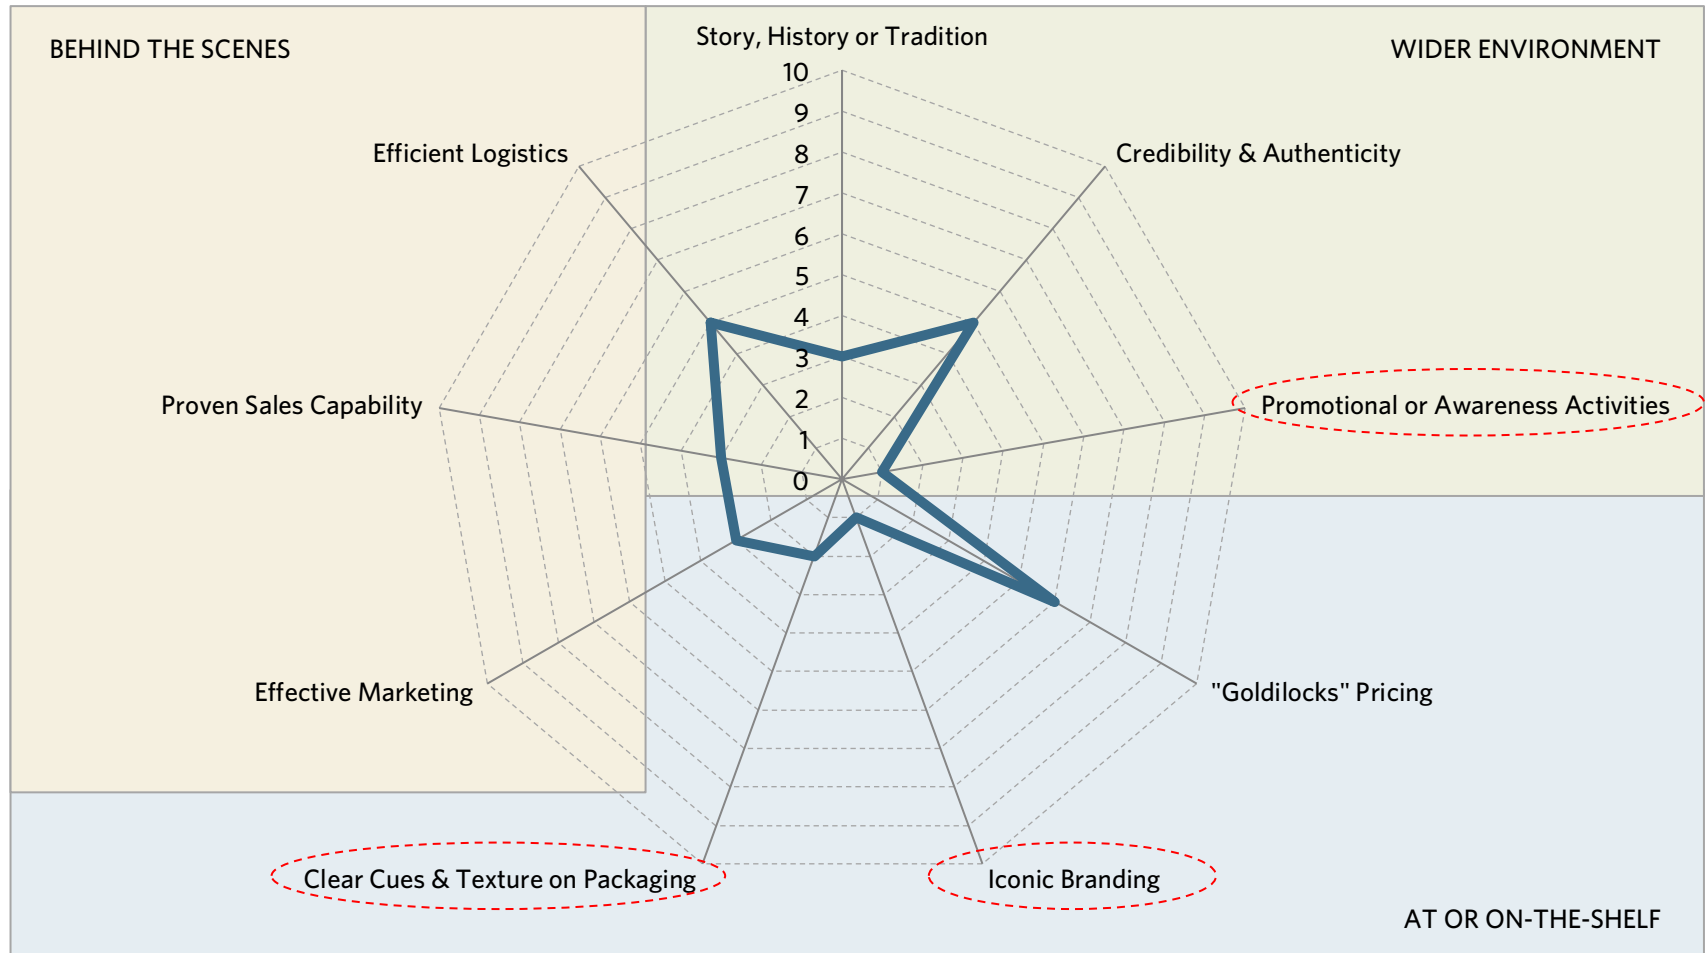 BEHIND THE SCENES
Story, History or Tradition
WIDER ENVIRONMENT
10
9
8
7
6
5
4
3
2
1
0
Efficient Logistics
Credibility & Authenticity
Proven Sales Capability
Promotional or Awareness Activities
Effective Marketing
"Goldilocks" Pricing
Clear Cues & Texture on Packaging
Iconic Branding
AT OR ON-THE-SHELF